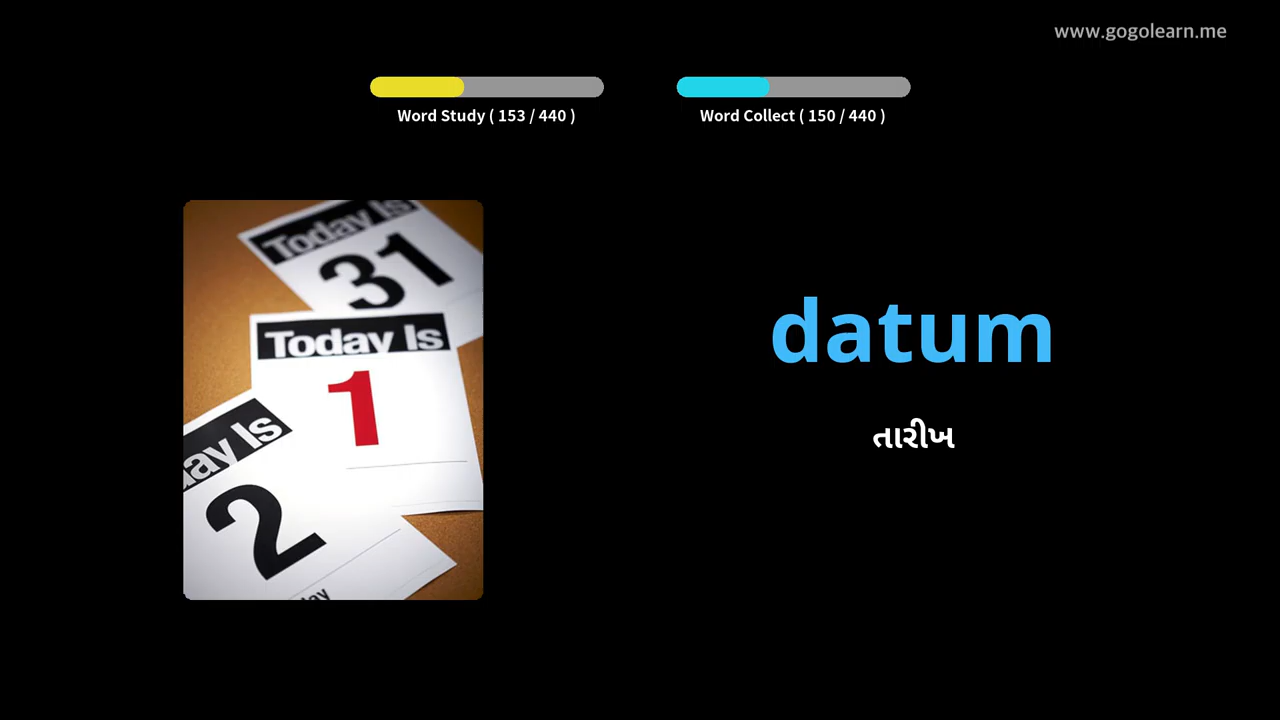 www.gogolearn.me
Word Study ( 153 / 440 )
Word Collect ( 150 / 440 )
Today Is
31
Today Is
1
ay Is
2
day
datum
તારીખ